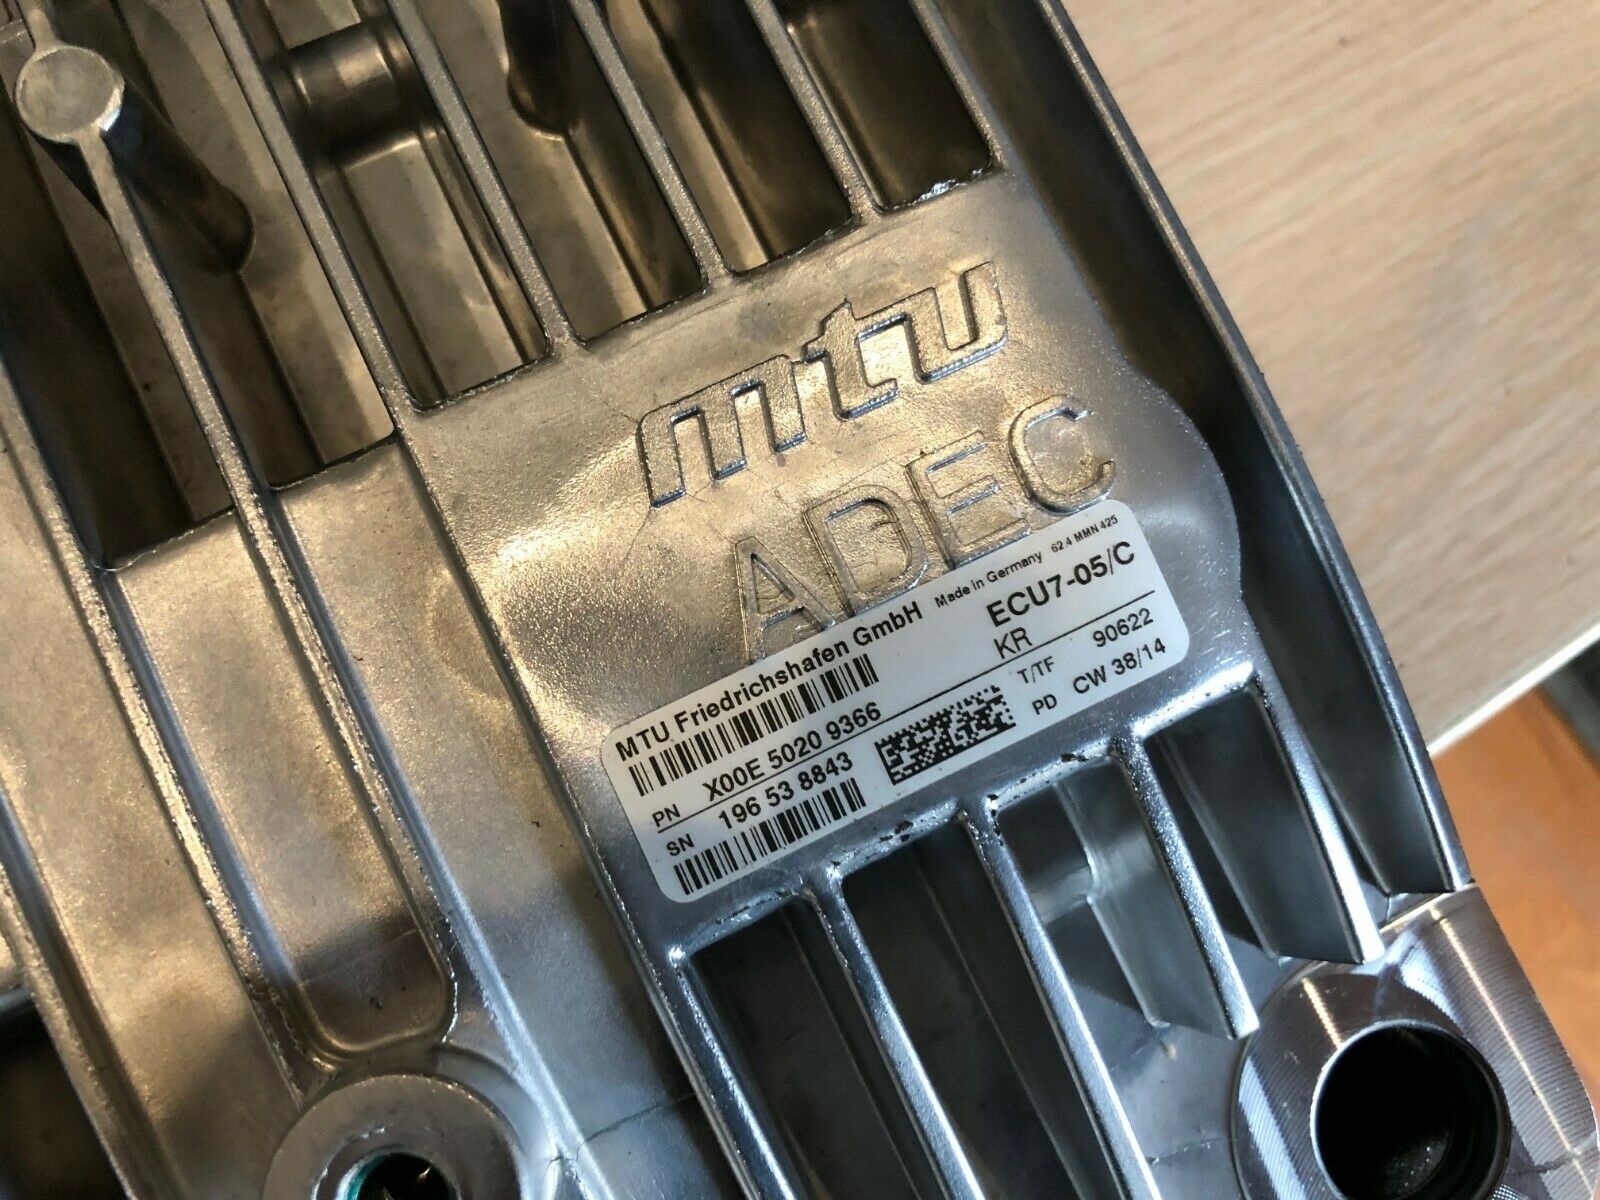 mtu
ADEC
MTU Friedrichshafen GmbH Made in Germany 62.4 MMN 425
ECU7-05/C
KR
PN X00E 5020 9366 T/TF 90622
SN 196 53 8843 PD CW 38/14